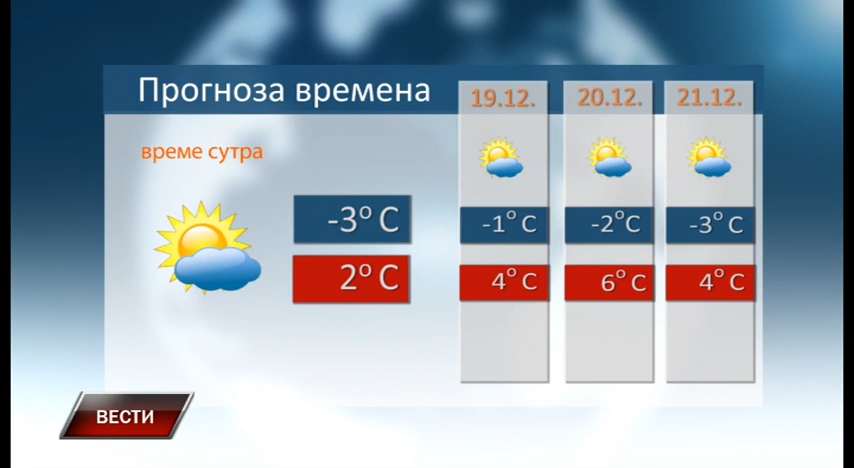 Прогноза времена
19.12. 20.12. 21.12.
време сутра
-3° C
2° C
-1° C -2°C -3° C
4° C 6° C 4° C
ВЕСТИ